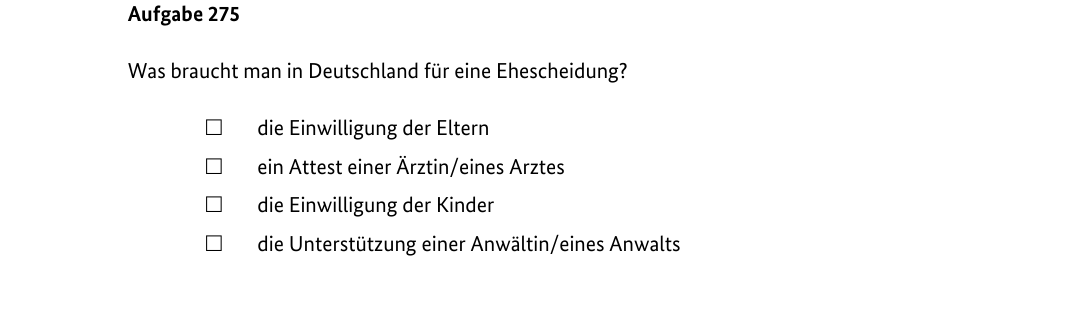 Aufgabe 275
Was braucht man in Deutschland für eine Ehescheidung?
☐ die Einwilligung der Eltern
☐ ein Attest einer Ärztin/eines Arztes
☐ die Einwilligung der Kinder
☐ die Unterstützung einer Anwältin/eines Anwalts